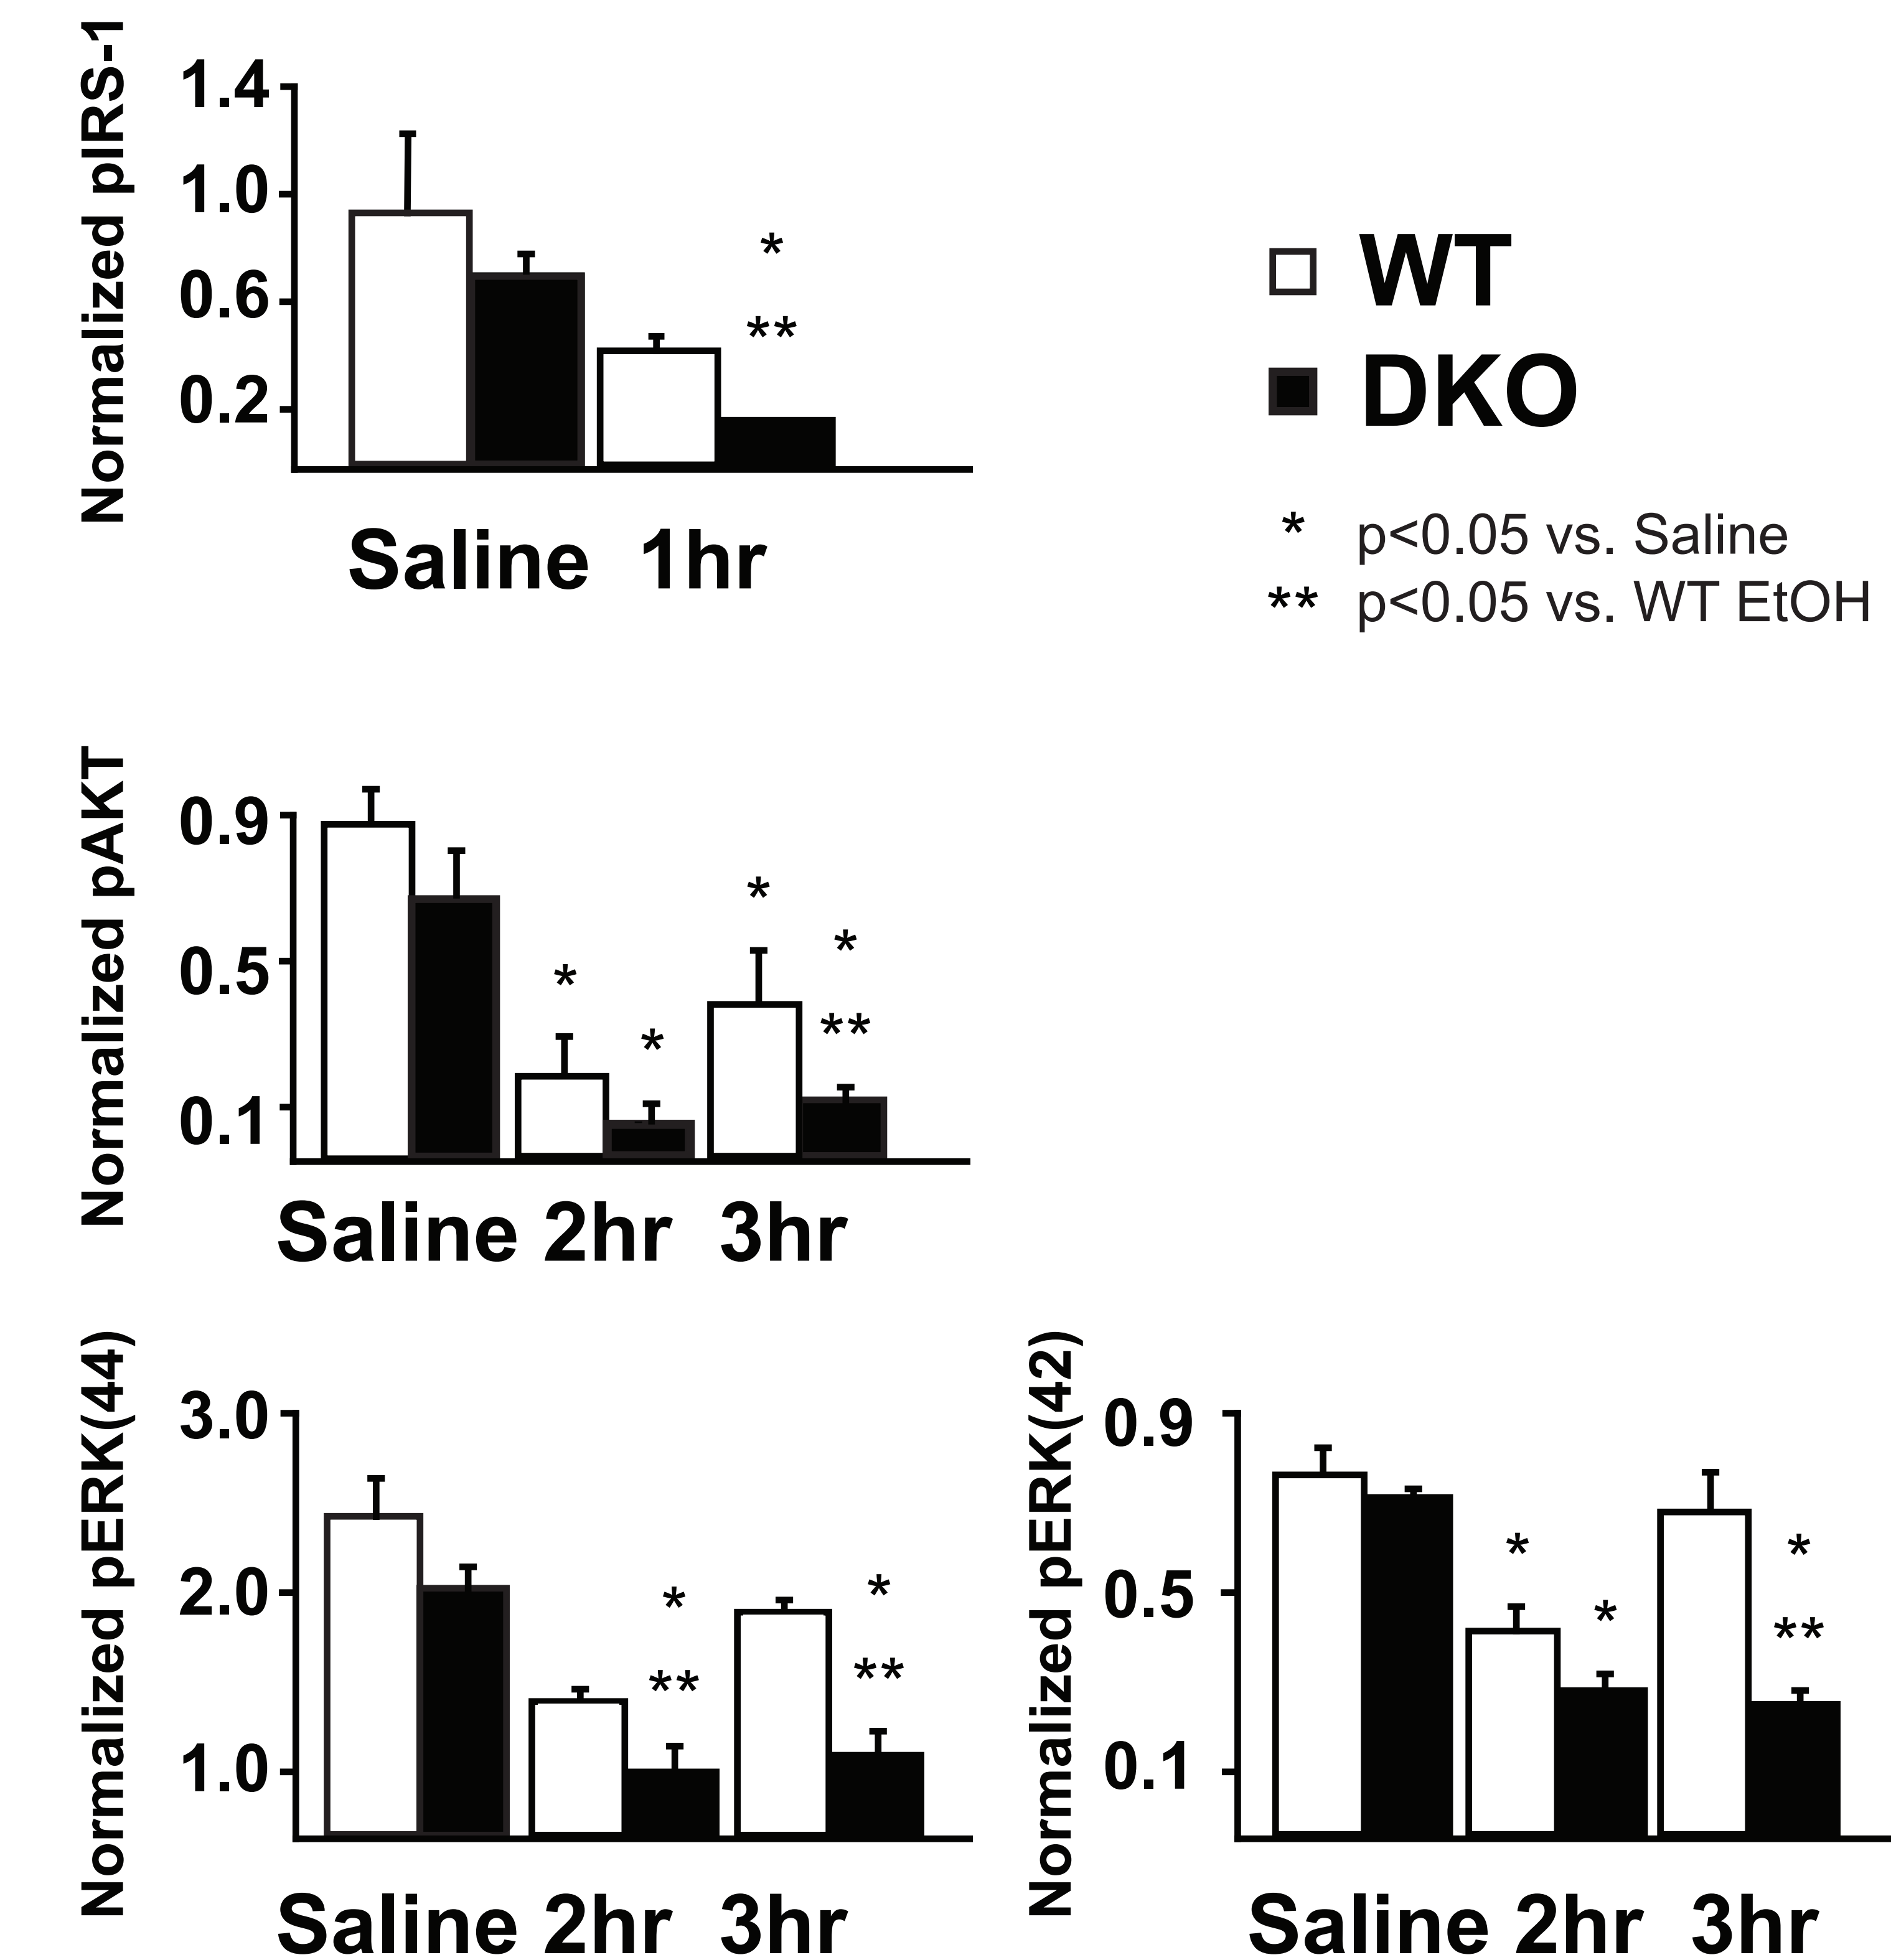 Normalized pIRS-1
1.4
1.0
0.6
0.2
*
**
Saline 1hr
WT
DKO
* p<0.05 vs. Saline
** p<0.05 vs. WT EtOH
Normalized pAKT
0.9
0.5
0.1
*
*
*
*
**
Saline 2hr 3hr
Normalized pERK(44)
3.0
2.0
1.0
*
**
*
**
Saline 2hr 3hr
Normalized pERK(42)
0.9
0.5
0.1
*
*
*
**
Saline 2hr 3hr